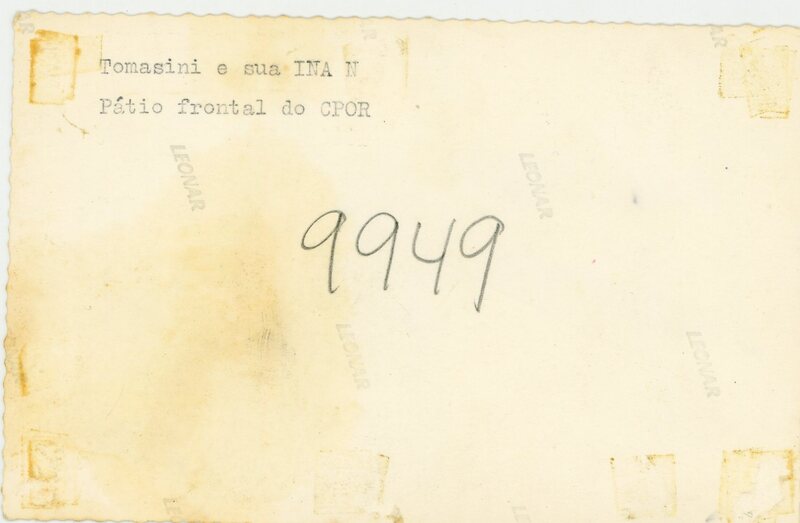 Tomasini e sua INA N
Pátio frontal do CPOR
LEONAR
LEONAR
9949
LEONAR
LEONAR